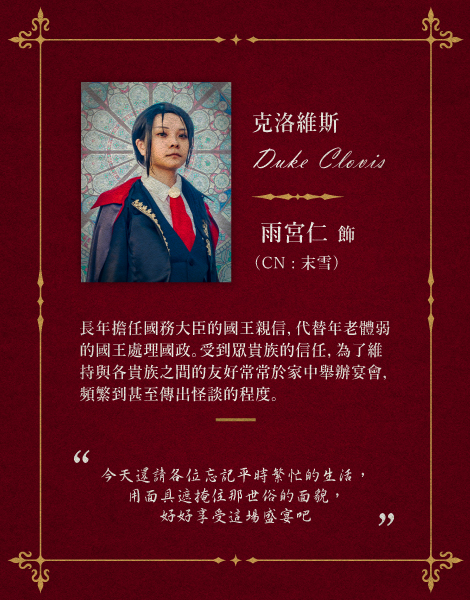 克洛維斯
Duke Clovis
雨宮仁 飾
（CN：末雪）
長年擔任國務大臣的國王親信，代替年老體弱
的國王處理國政。受到眾貴族的信任，為了維
持與各貴族之間的友好常常於家中舉辦宴會，
頻繁到甚至傳出怪談的程度。
“今天還請各位忘記平時繁忙的生活，
用面具遮掩住那世俗的面貌，
好好享受這場盛宴吧”